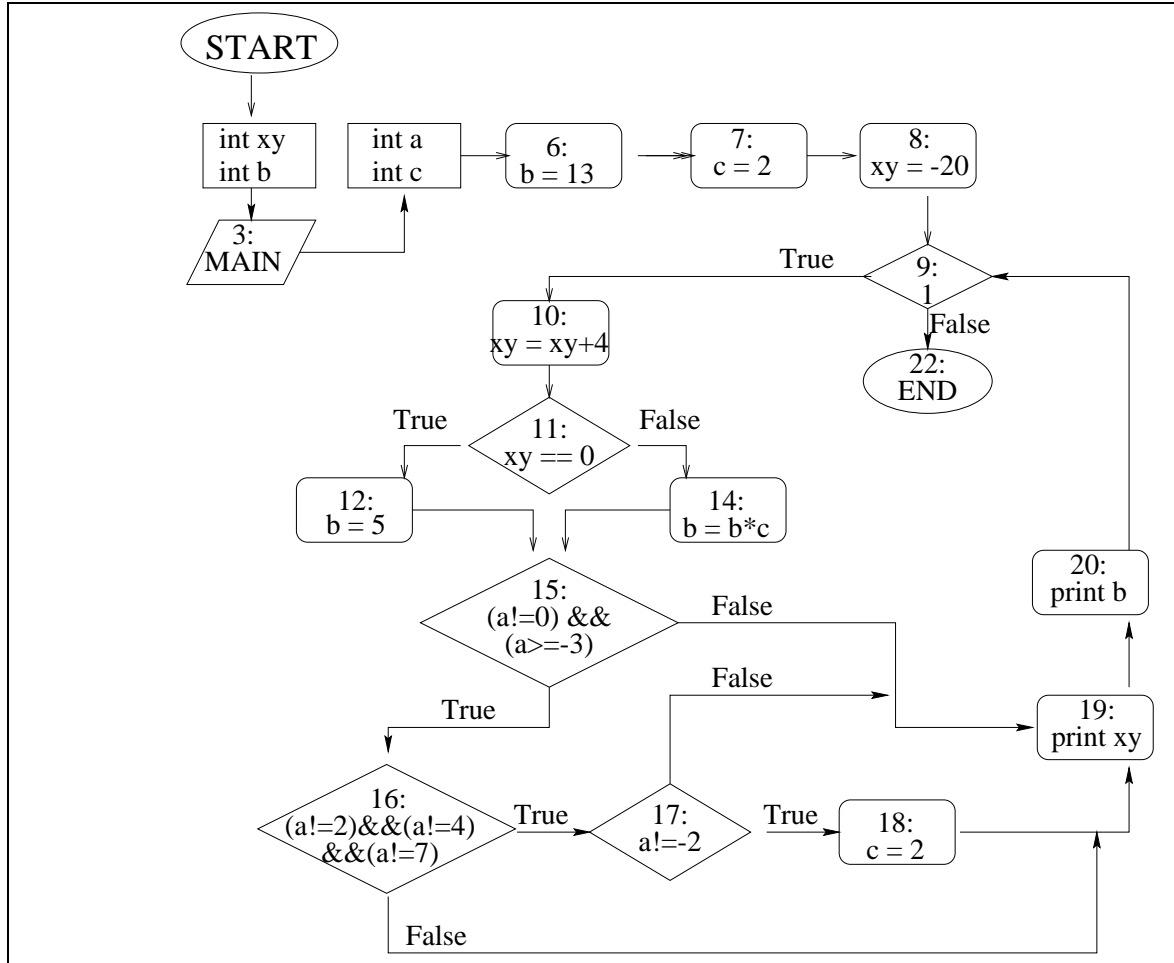 START
int xy
int b
3:
MAIN
int a
int c
6:
b = 13
7:
c = 2
8:
xy = -20
9:
1
True
False
22:
END
10:
xy = xy+4
11:
xy == 0
True
False
12:
b = 5
14:
b = b*c
15:
(a!=0) &&
(a>=-3)
False
True
16:
(a!=2)&&(a!=4)
&&(a!=7)
True
False
17:
a!=-2
False
True
18:
c = 2
19:
print xy
20:
print b